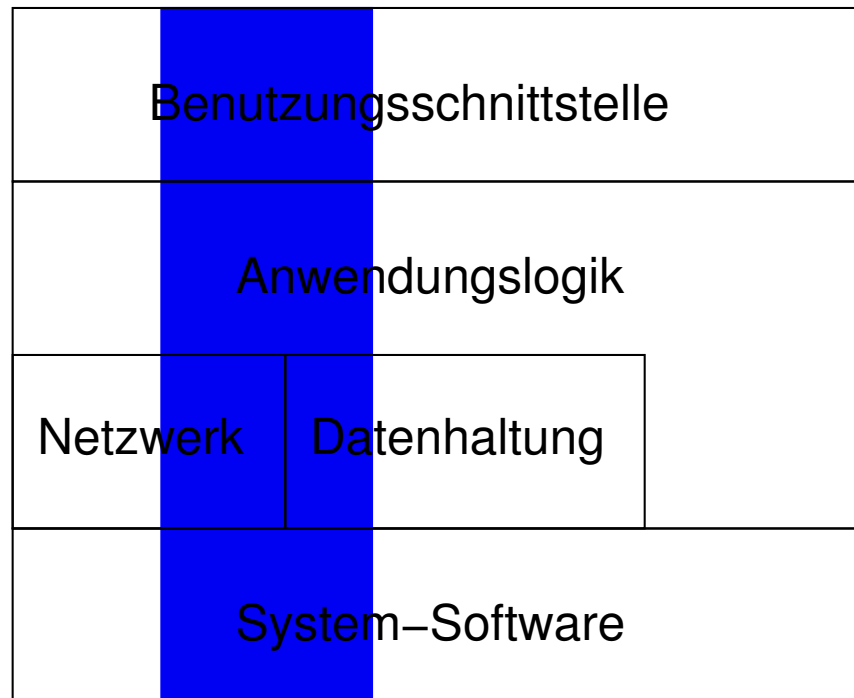 Benutzungsschnittstelle
Anwendungslogik
Netzwerk Datenhaltung
System−Software